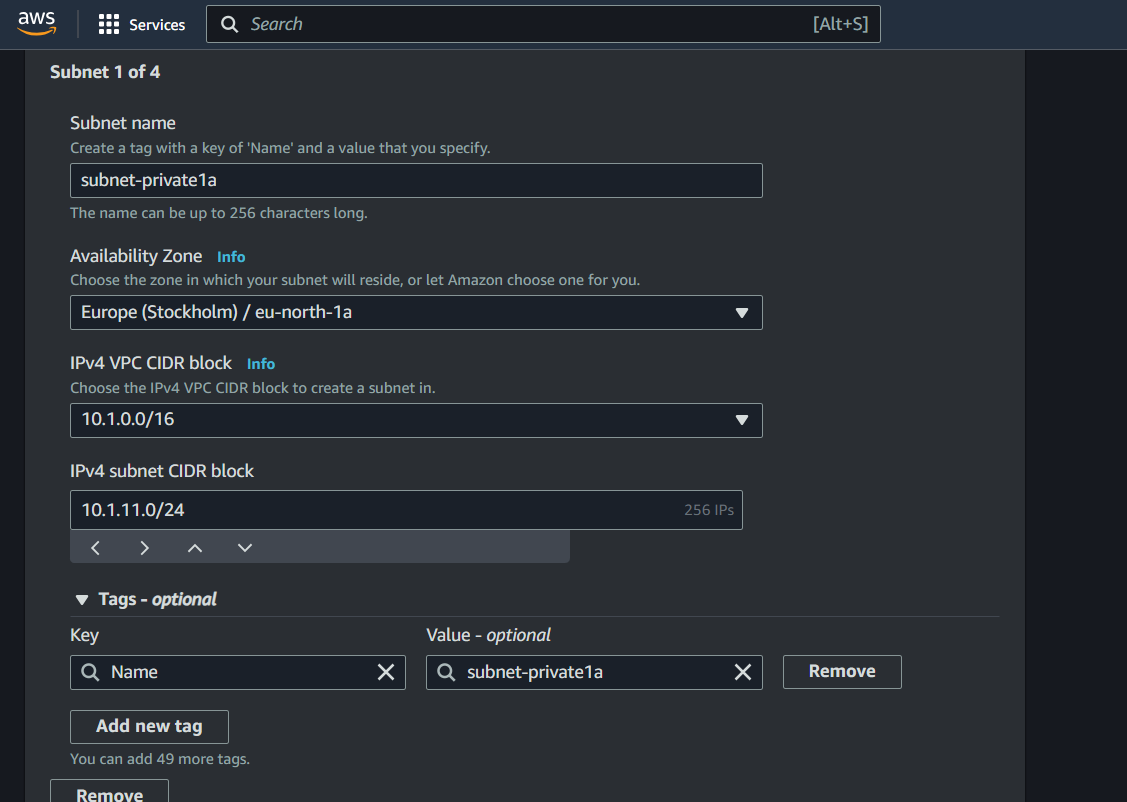 aws Services Search [Alt+S]
Subnet 1 of 4
Subnet name
Create a tag with a key of 'Name' and a value that you specify.
subnet-private1a
The name can be up to 256 characters long.
Availability Zone Info
Choose the zone in which your subnet will reside, or let Amazon choose one for you.
Europe (Stockholm) / eu-north-1a
IPv4 VPC CIDR block Info
Choose the IPv4 VPC CIDR block to create a subnet in.
10.1.0.0/16
IPv4 subnet CIDR block
10.1.11.0/24 256 IPs
Tags - optional
Key Value - optional
Name subnet-private1a Remove
Add new tag
You can add 49 more tags.
Remove